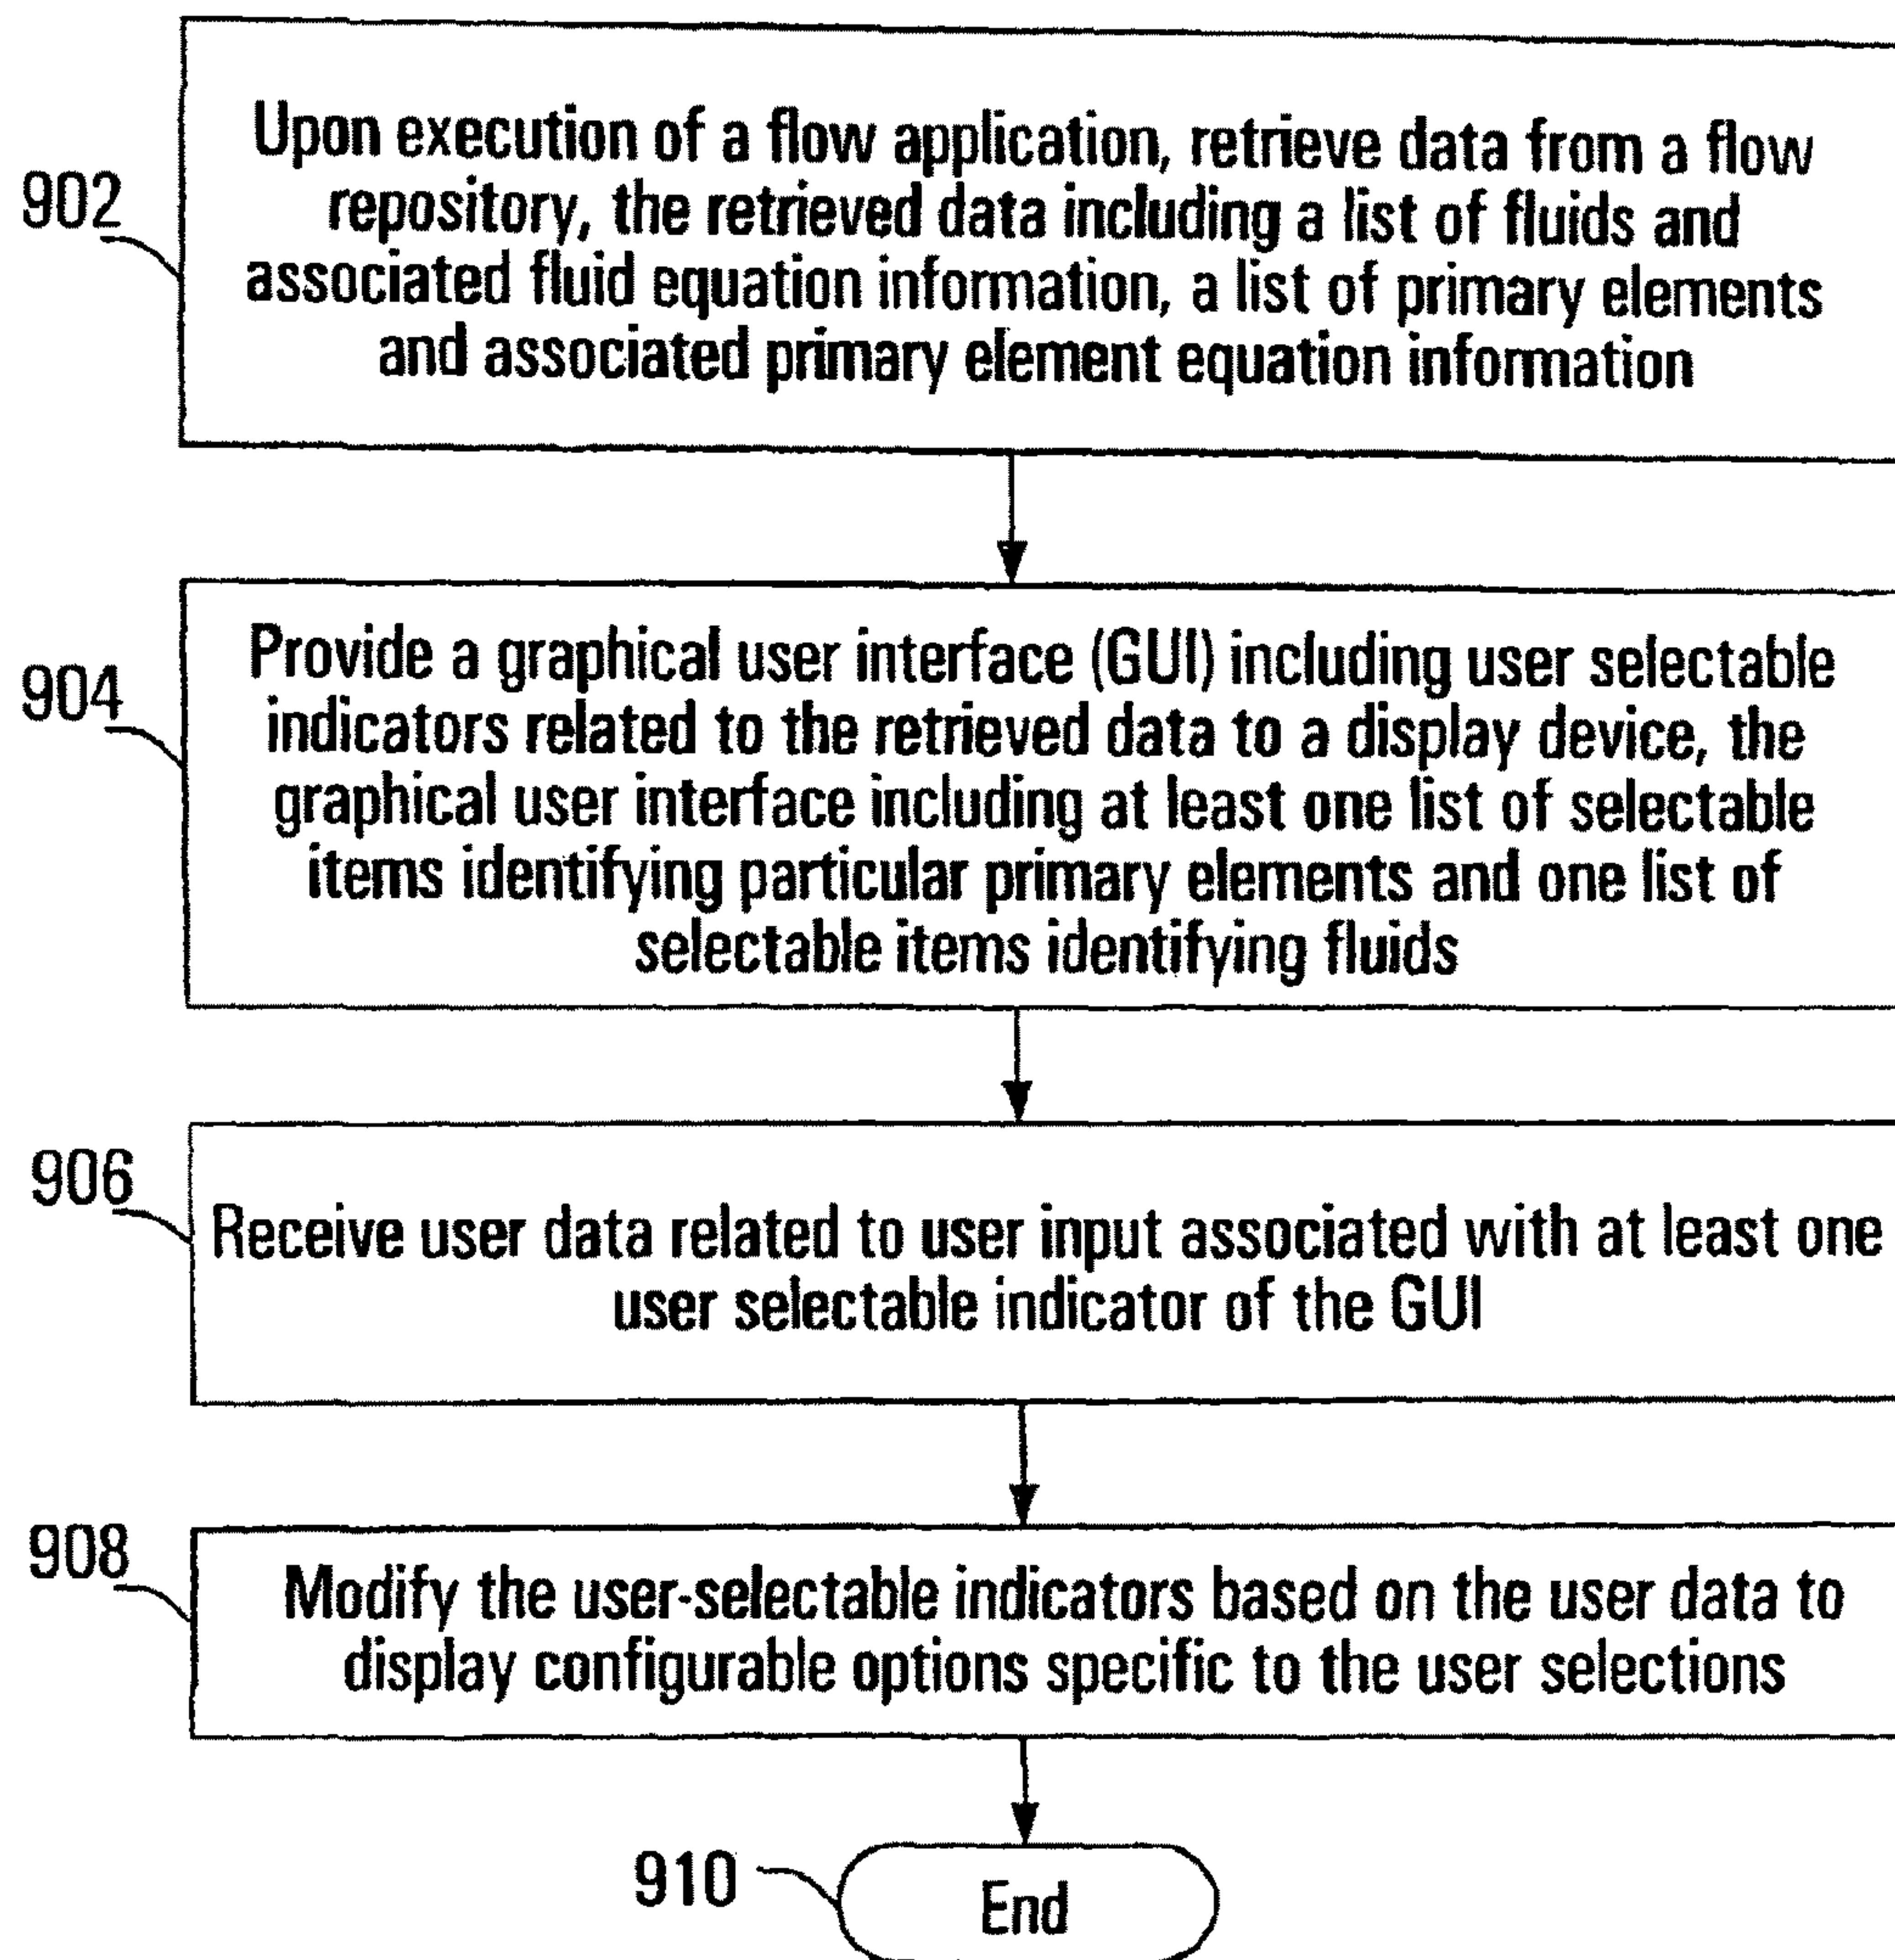 902
Upon execution of a flow application, retrieve data from a flow
repository, the retrieved data including a list of fluids and
associated fluid equation information, a list of primary elements
and associated primary element equation information
904
Provide a graphical user interface (GUI) including user selectable
indicators related to the retrieved data to a display device, the
graphical user interface including at least one list of selectable
items identifying particular primary elements and one list of
selectable items identifying fluids
906
Receive user data related to user input associated with at least one
user selectable indicator of the GUI
908
Modify the user-selectable indicators based on the user data to
display configurable options specific to the user selections
910
End